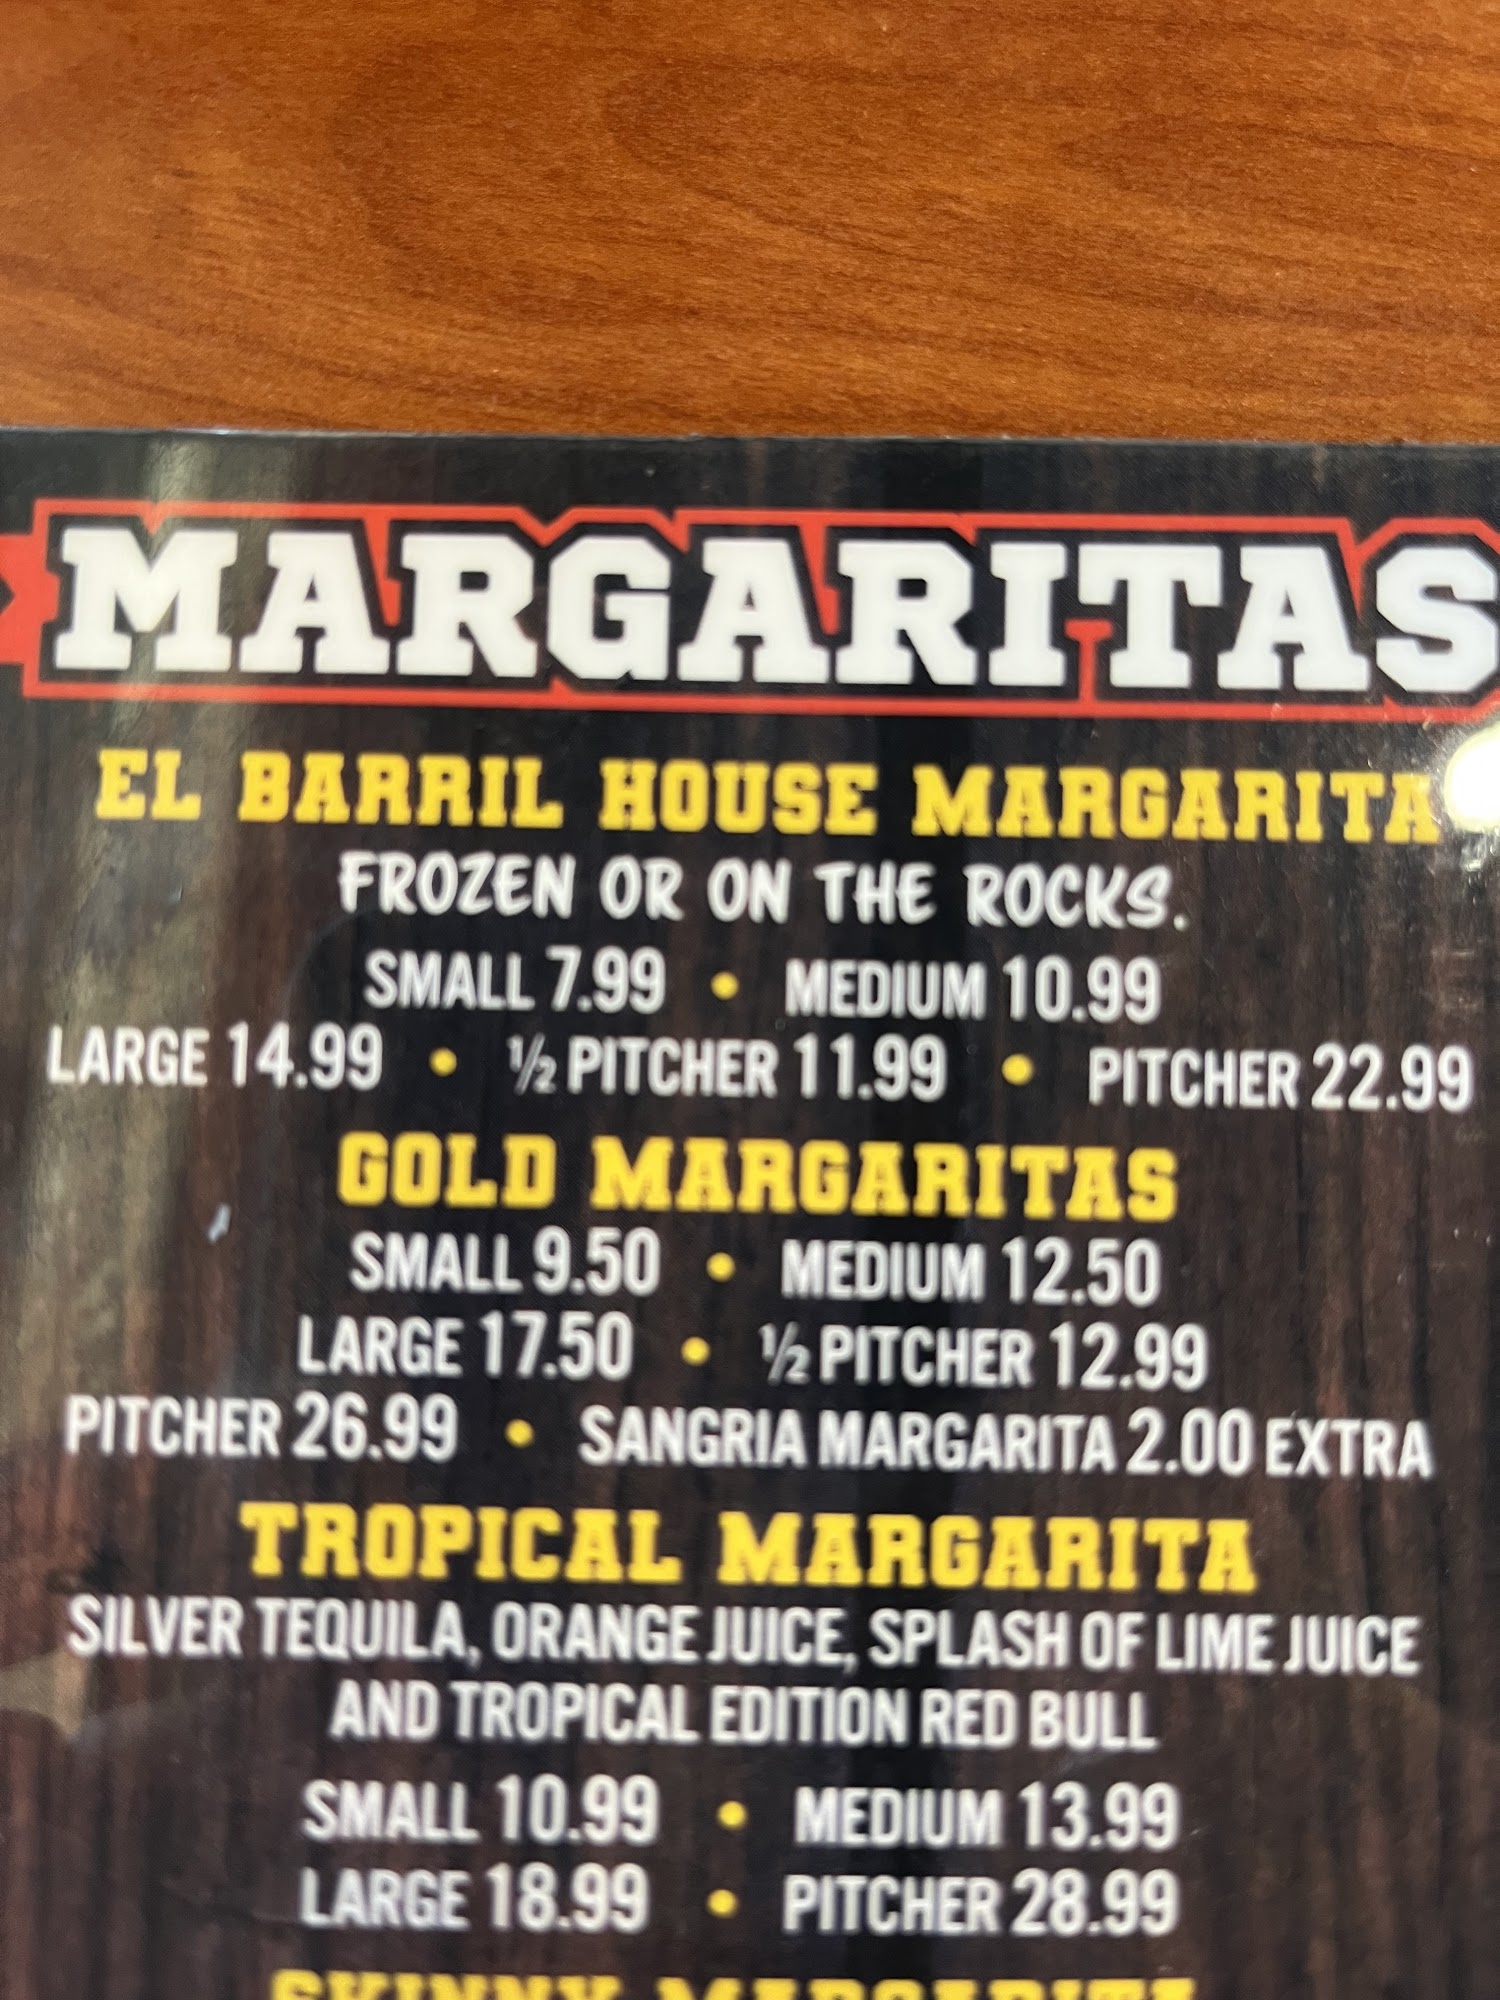 MARGARITAS
EL BARRIL HOUSE MARGARITA
FROZEN OR ON THE ROCKS.
SMALL 7.99 • MEDIUM 10.99
LARGE 14.99 • ½ PITCHER 11.99 • PITCHER 22.99
GOLD MARGARITAS
SMALL 9.50 • MEDIUM 12.50
LARGE 17.50 • ½ PITCHER 12.99
PITCHER 26.99 • SANGRIA MARGARITA 2.00 EXTRA
TROPICAL MARGARITA
SILVER TEQUILA, ORANGE JUICE, SPLASH OF LIME JUICE
AND TROPICAL EDITION RED BULL
SMALL 10.99 • MEDIUM 13.99
LARGE 18.99 • PITCHER 28.99
SKINNY MARGARITA